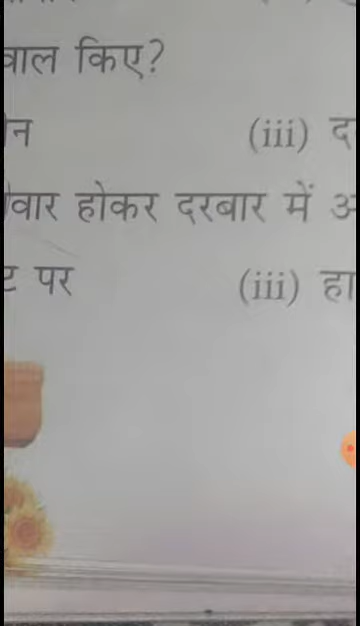 वाल किए?
न (iii) द
वार होकर दरबार में अ
ट पर (iii) हा